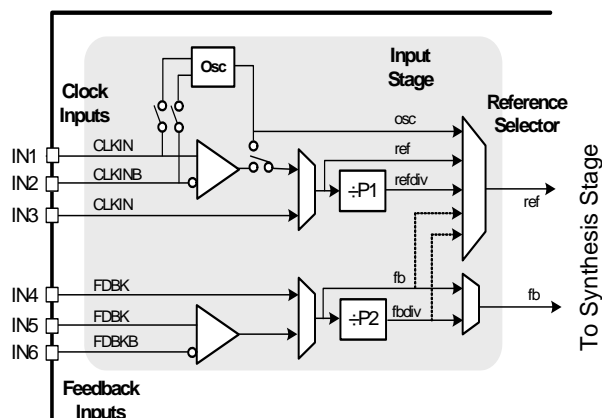 Osc
Input
Stage
Clock
Inputs
Reference
Selector
osc
IN1
CLKIN
IN2
CLKINB
IN3
CLKIN
ref
÷P1
refdiv
ref
IN4
FDBK
IN5
FDBK
IN6
FDBKB
fb
÷P2
fbdiv
fb
Feedback
Inputs
To Synthesis Stage